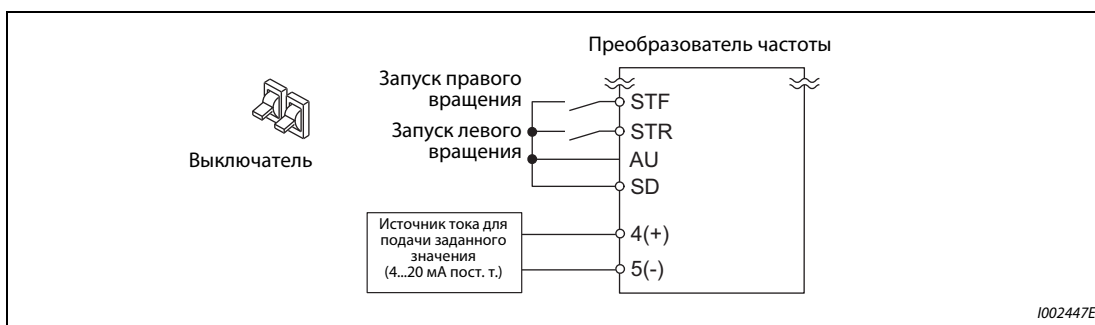 Преобразователь частоты
Запуск правого
вращения
STF
Запуск левого
вращения
STR
AU
SD
Выключатель
Источник тока для
подачи заданного
значения
(4...20 мА пост. т.)
4(+)
5(-)
I002447E